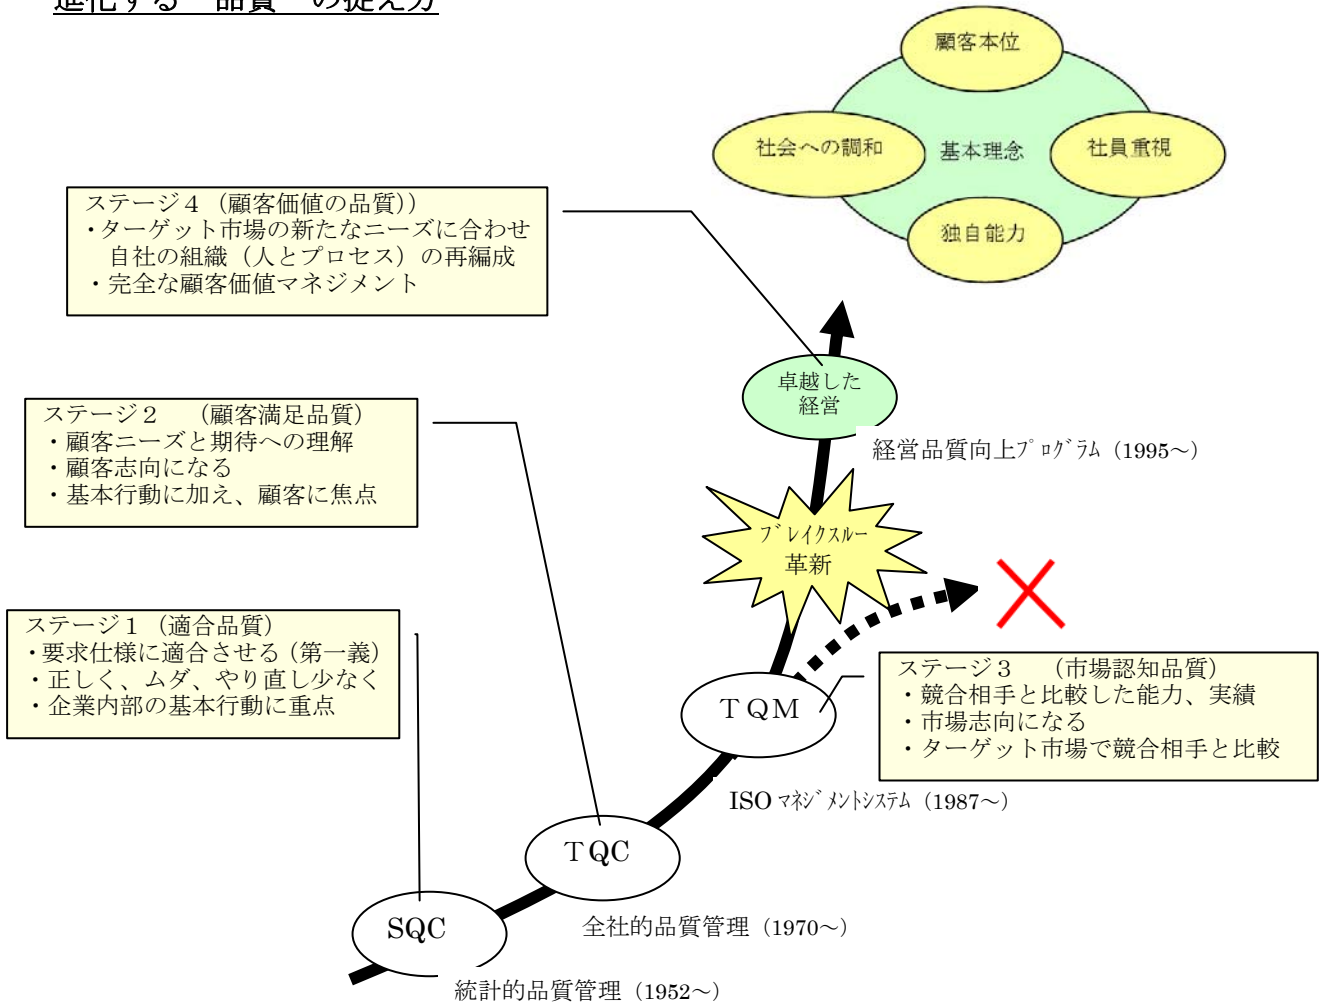 進化する“品質”の捉え方
顧客本位
社会への調和
基本理念
社員重視
独自能力
ステージ４（顧客価値の品質））
・ターゲット市場の新たなニーズに合わせ
自社の組織（人とプロセス）の再編成
・完全な顧客価値マネジメント
卓越した
経営
経営品質向上ﾌﾟﾛｸﾞﾗﾑ（1995～）
ステージ２　（顧客満足品質）
・顧客ニーズと期待への理解
・顧客志向になる
・基本行動に加え、顧客に焦点
ﾌﾞﾚｲｸｽﾙｰ
革新
ステージ１（適合品質）
・要求仕様に適合させる（第一義）
・正しく、ムダ、やり直し少なく
・企業内部の基本行動に重点
ステージ３　（市場認知品質）
・競合相手と比較した能力、実績
・市場志向になる
・ターゲット市場で競合相手と比較
ＴＱＭ
ISO ﾏﾈｼﾞﾒﾝﾄｼｽﾃﾑ（1987～）
ＴQC
全社的品質管理（1970～）
SQC
統計的品質管理（1952～）